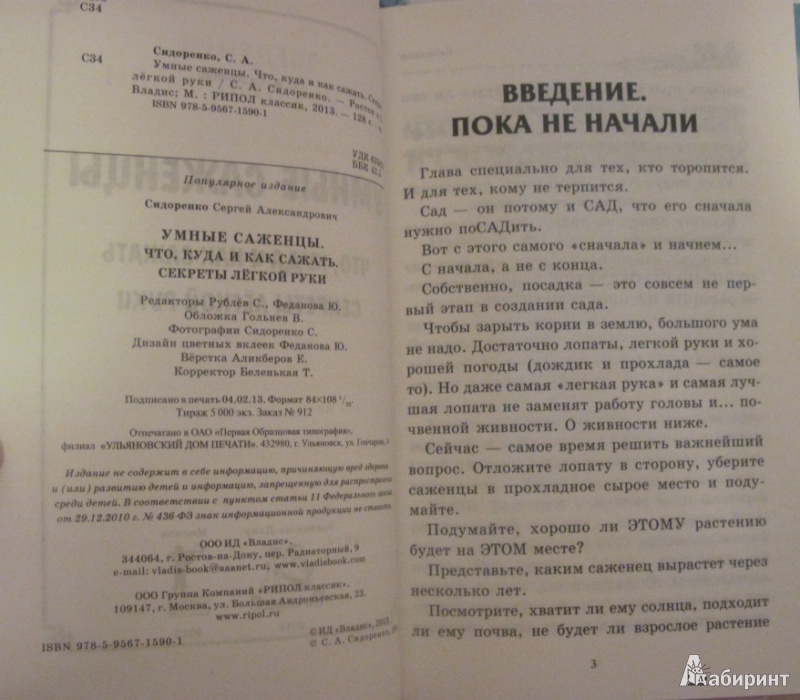 С34
С34
Сидоренко, С. А.
Умные саженцы. Что, куда и как сажать.
лёгкой руки / С. А. Сидоренко. — Ростов
Владис; М. : РИПОЛ классик, 2013. — 128 с.
ISBN 978-5-9567-1590-1
УДК
ББК
Популярное издание
Сидоренко Сергей Александрович
УМНЫЕ САЖЕНЦЫ.
ЧТО, КУДА И КАК САЖАТЬ.
СЕКРЕТЫ ЛЁГКОЙ РУКИ
Редакторы Рублёв С., Феданова Ю.
Обложка Гольнев В.
Фотографии Сидоренко С.
Дизайн цветных вклеек Феданова Ю.
Вёрстка Аликберов Е.
Корректор Беленькая Т.
Подписано в печать 04.02.13. Формат 84×108
Тираж 5 000 экз. Заказ № 912
Отпечатано в ОАО «Первая Образцовая типография»,
филиал «УЛЬЯНОВСКИЙ ДОМ ПЕЧАТИ». 432980, г. Ульяновск, ул. Гончарова,
Издание не содержит в себе информацию, причиняющую вред
и (или) развитию детей и информацию, запрещенную для
среди детей. В соответствии с пунктом статьи 11 Федерального
от 29.12.2010 г. № 436-ФЗ знак информационной продукции не
ООО ИД «Владис».
344064, г. Ростов-на-Дону, пер. Радиаторный, 9
e-mail: vladis-book@aaanet.ru, www.vladisbook.ru
ООО Группа Компаний «РИПОЛ классик».
109147, г. Москва, ул. Большая Андроньевская, 23.
www.ripol.ru
ISBN 978-5-9567-1590-1
© ИД «Владис», 2013
© С. А. Сидоренко,
ВВЕДЕНИЕ.
ПОКА НЕ НАЧАЛИ
Глава специально для тех, кто торопится.
И для тех, кому не терпится.
Сад — он потому и САД, что его сначала
нужно поСАДить.
Вот с этого самого «сначала» и начнем...
С начала, а не с конца.
Собственно, посадка — это совсем не пер-
вый этап в создании сада.
Чтобы зарыть корни в землю, большого ума
не надо. Достаточно лопаты, легкой руки и хо-
рошей погоды (дождик и прохлада — самое
то). Но даже самая «легкая рука» и самая луч-
шая лопата не заменят работу головы и... по-
чвенной живности. О живности ниже.
Сейчас — самое время решить важнейший
вопрос. Отложите лопату в сторону, уберите
саженцы в прохладное сырое место и поду-
майте.
Подумайте, хорошо ли ЭТОМУ растению
будет на ЭТОМ месте?
Представьте, каким саженец вырастет через
несколько лет.
Посмотрите, хватит ли ему солнца, подходит
ли ему почва, не будет ли взрослое растение
3
Лабиринт